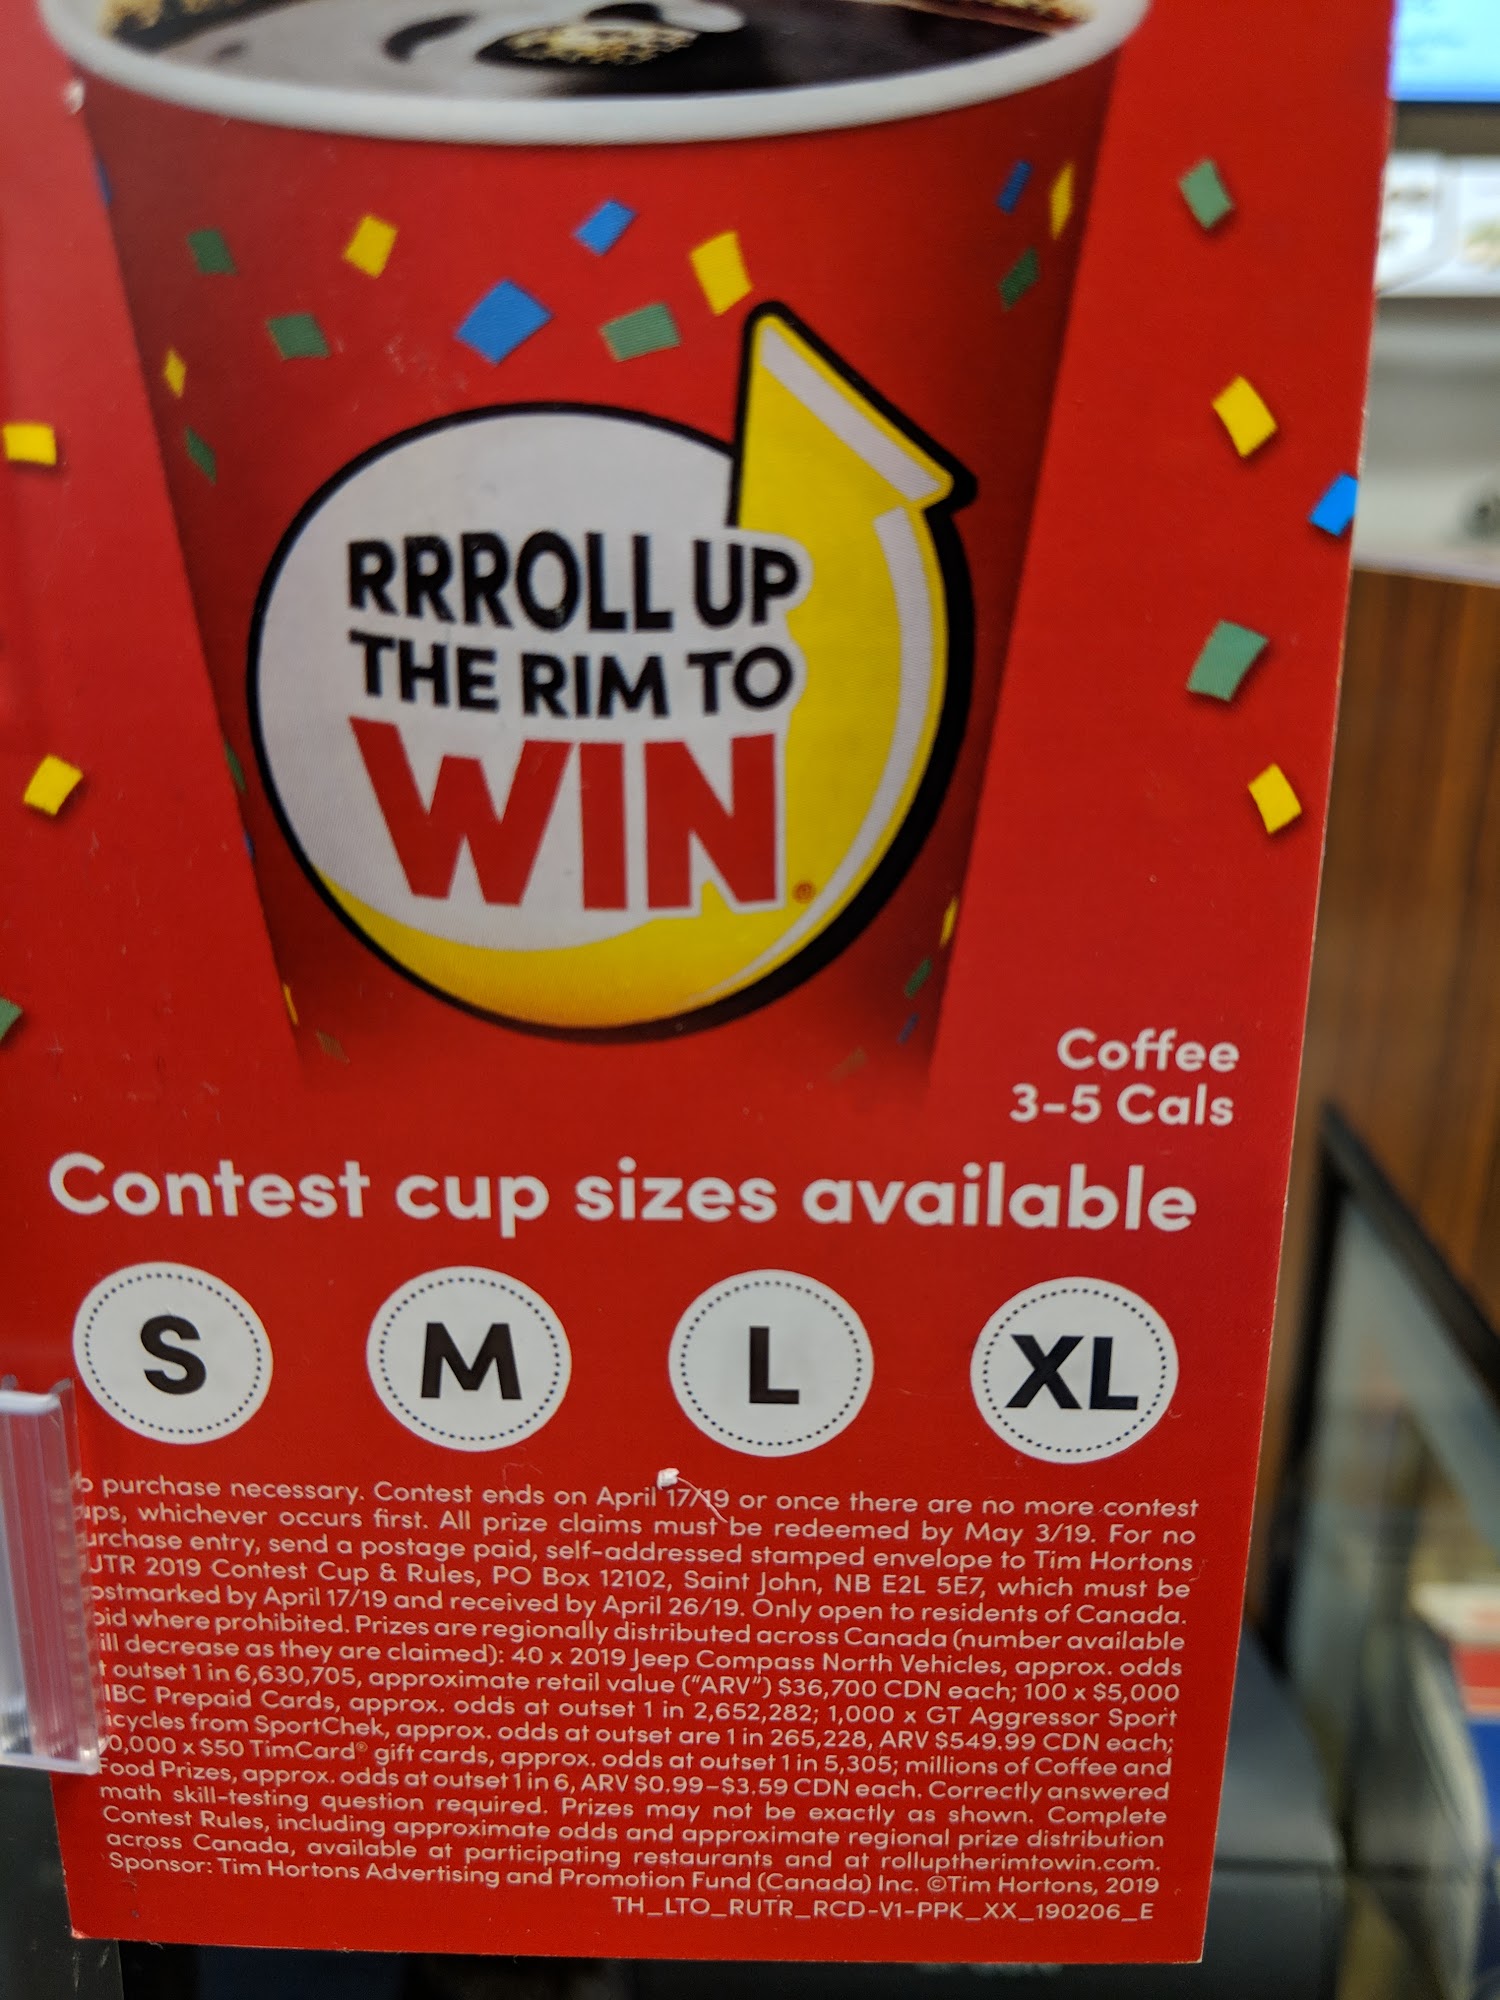 RRROLL UP
THE RIM TO
WIN
Coffee
3-5 Cals
Contest cup sizes available
S M L XL
purchase necessary. Contest ends on April 17/19 or once there are no more contest
ups, whichever occurs first. All prize claims must be redeemed by May 3/19. For no
urchase entry, send a postage paid, self-addressed stamped envelope to Tim Hortons
UTR 2019 Contest Cup & Rules, PO Box 12102, Saint John, NB E2L 5E7, which must be
ostmarked by April 17/19 and received by April 26/19. Only open to residents of Canada.
oid where prohibited. Prizes are regionally distributed across Canada (number available
ill decrease as they are claimed): 40 x 2019 Jeep Compass North Vehicles, approx. odds
t outset 1 in 6,630,705, approximate retail value ("ARV") $36,700 CDN each; 100 x $5,000
IBC Prepaid Cards, approx. odds at outset 1 in 2,652,282; 1,000 x GT Aggressor Sport
icycles from SportChek, approx. odds at outset are 1 in 265,228, ARV $549.99 CDN each;
0,000 x $50 TimCard® gift cards, approx. odds at outset 1 in 5,305; millions of Coffee and
Food Prizes, approx. odds at outset 1 in 6, ARV $0.99-$3.59 CDN each. Correctly answered
math skill-testing question required. Prizes may not be exactly as shown. Complete
Contest Rules, including approximate odds and approximate regional prize distribution
across Canada, available at participating restaurants and at rolluptherimtowin.com.
Sponsor: Tim Hortons Advertising and Promotion Fund (Canada) Inc. ©Tim Hortons, 2019
TH_LTO_RUTR_RCD-V1-PPK_XX_190206_E